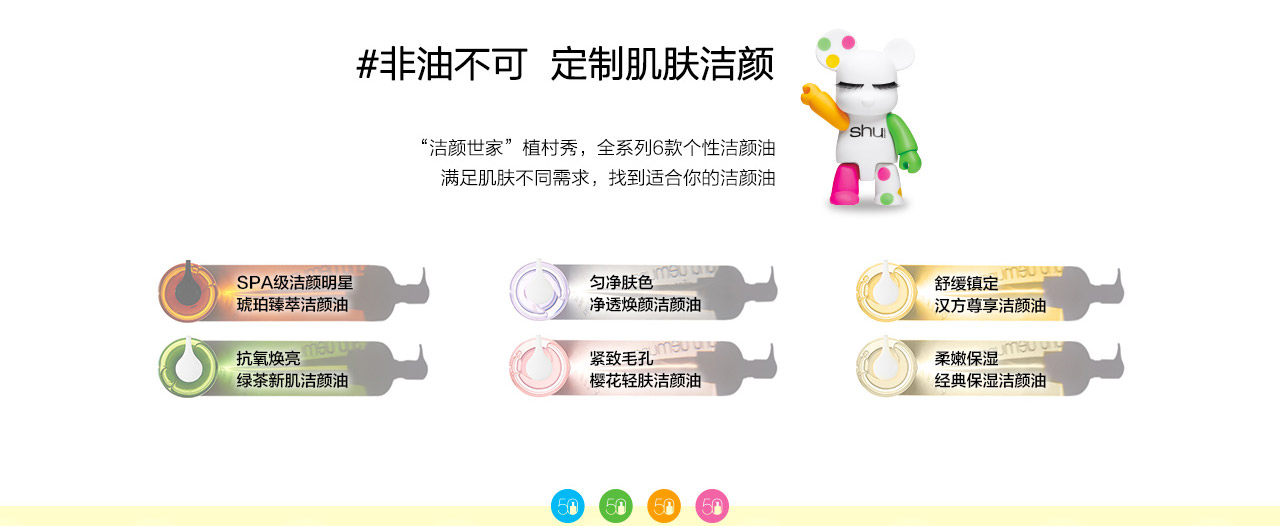 #非油不可 定制肌肤洁颜
“洁颜世家”植村秀，全系列6款个性洁颜油
满足肌肤不同需求，找到适合你的洁颜油
shu
SPA级洁颜明星
琥珀臻萃洁颜油
匀净肤色
净透焕颜洁颜油
舒缓镇定
汉方尊享洁颜油
抗氧焕亮
绿茶新肌洁颜油
紧致毛孔
樱花轻肤洁颜油
柔嫩保湿
经典保湿洁颜油
50 50 50 50